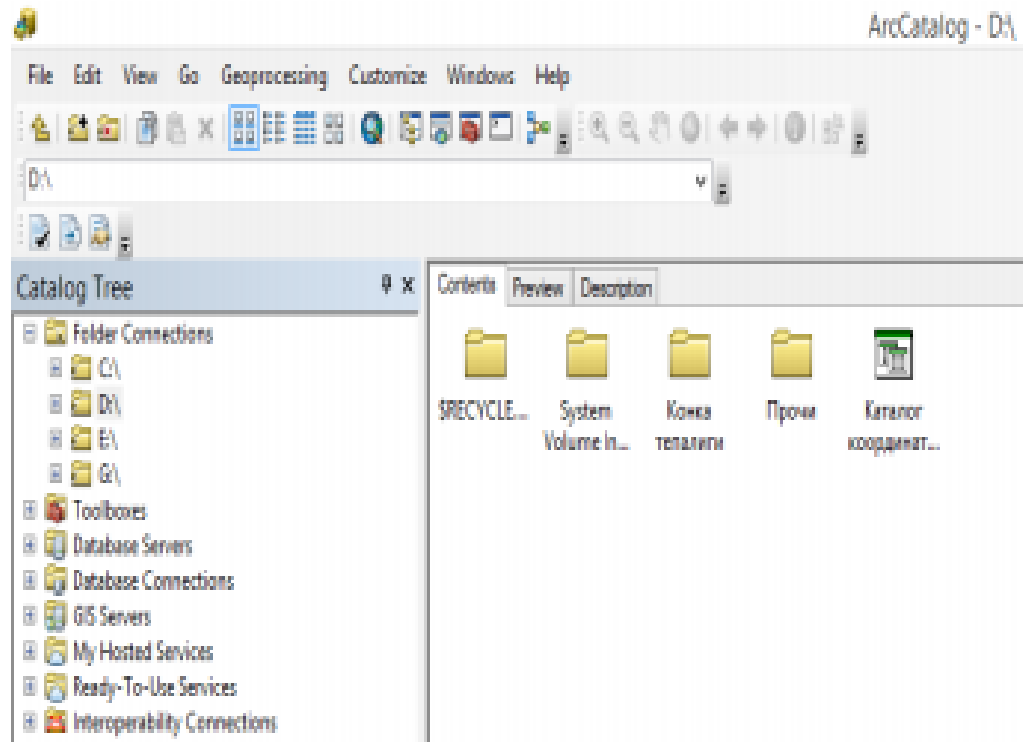 ArcCatalog - D:\
File Edit View Go Geoprocessing Customize Windows Help
D:\
Catalog Tree
Contents Preview Description
Folder Connections
C:\
D:\
E:\
G:\
Toolboxes
Database Servers
Database Connections
GIS Servers
My Hosted Services
Ready-To-Use Services
Interoperability Connections
$RECYCLE...
System
Volume In...
Прочи
Каталог
координат...